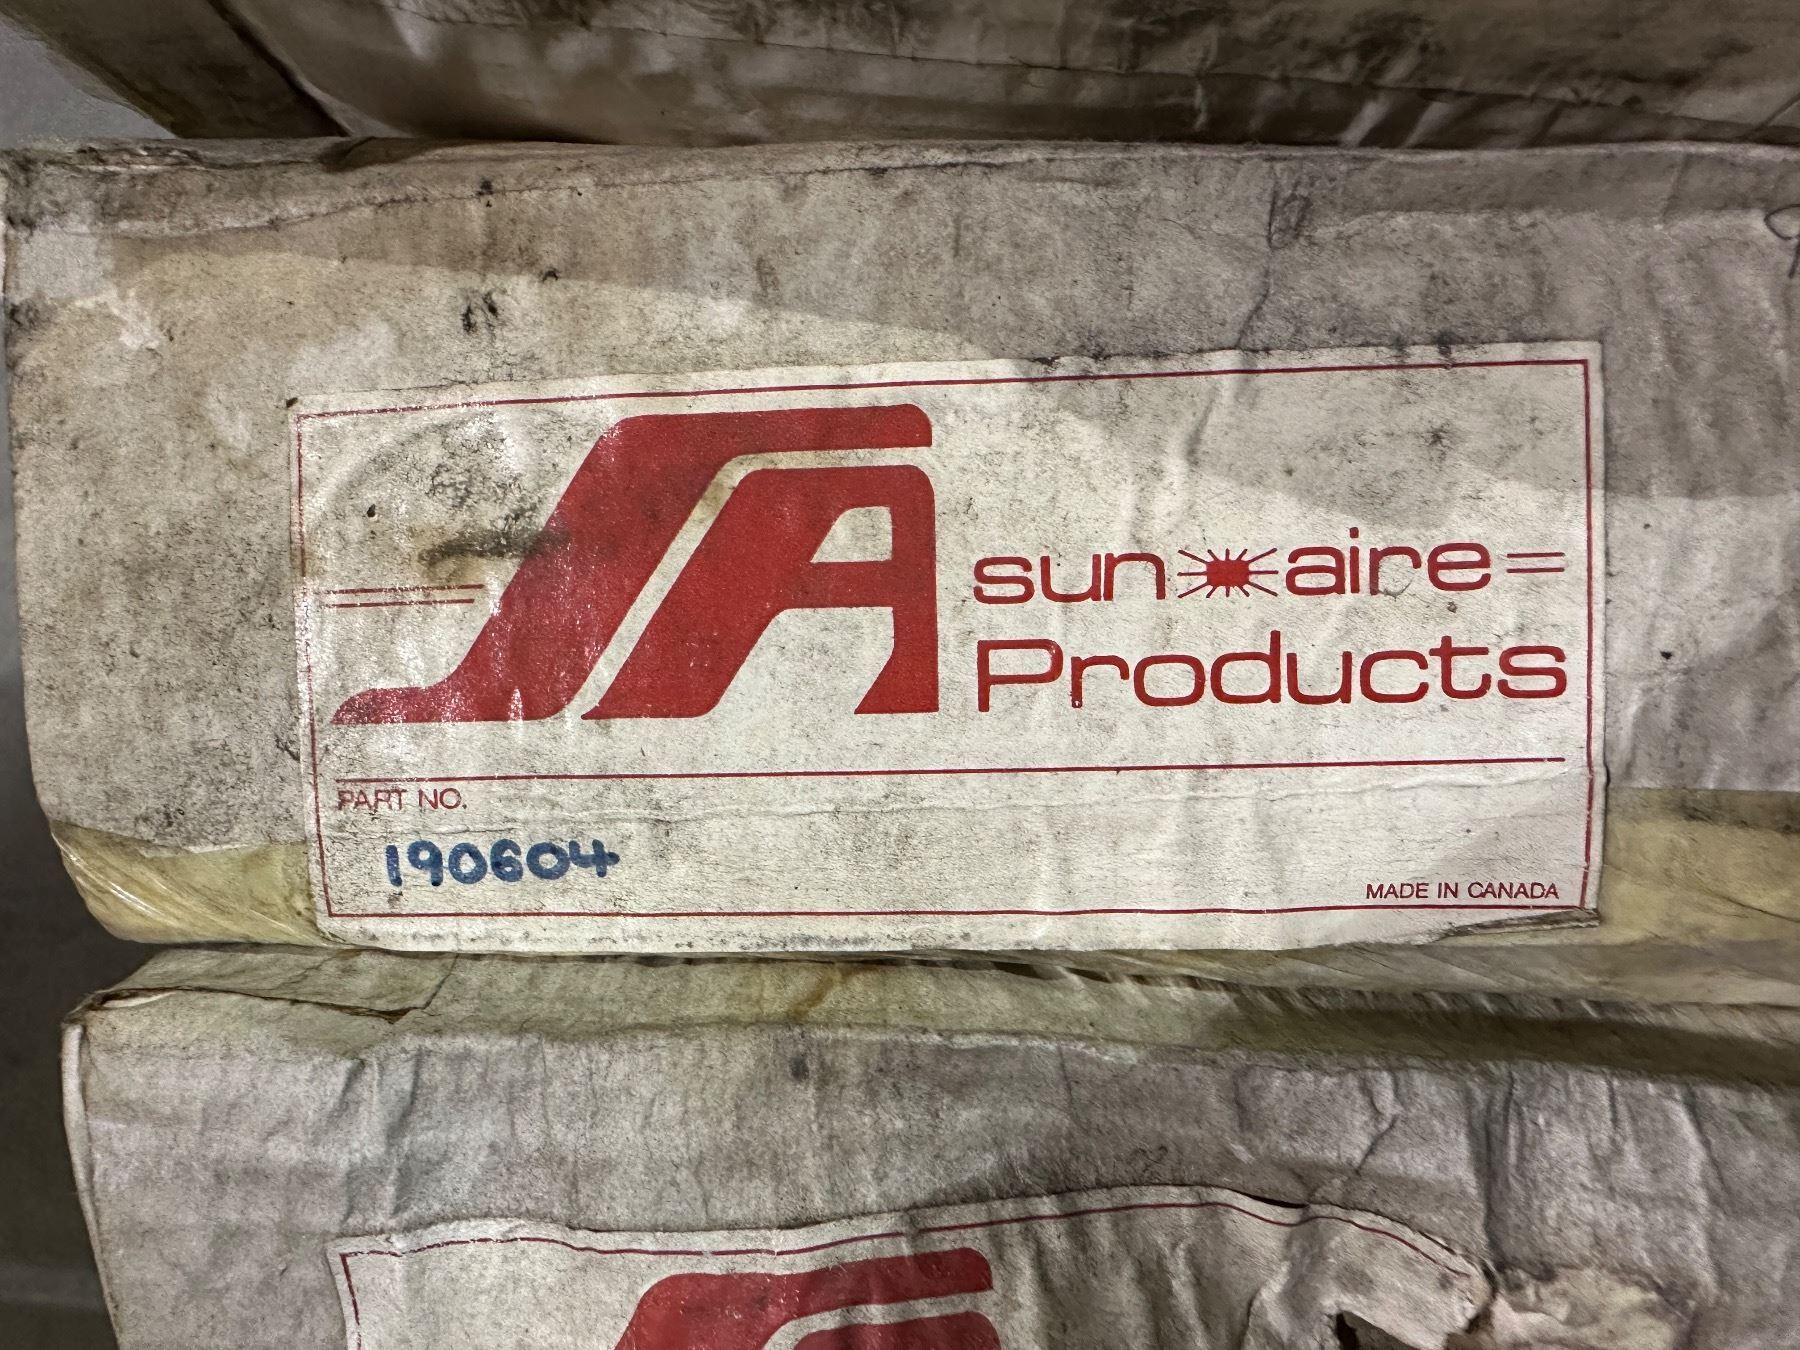 SA
sun aire
Products
PART NO.
190604
MADE IN CANADA